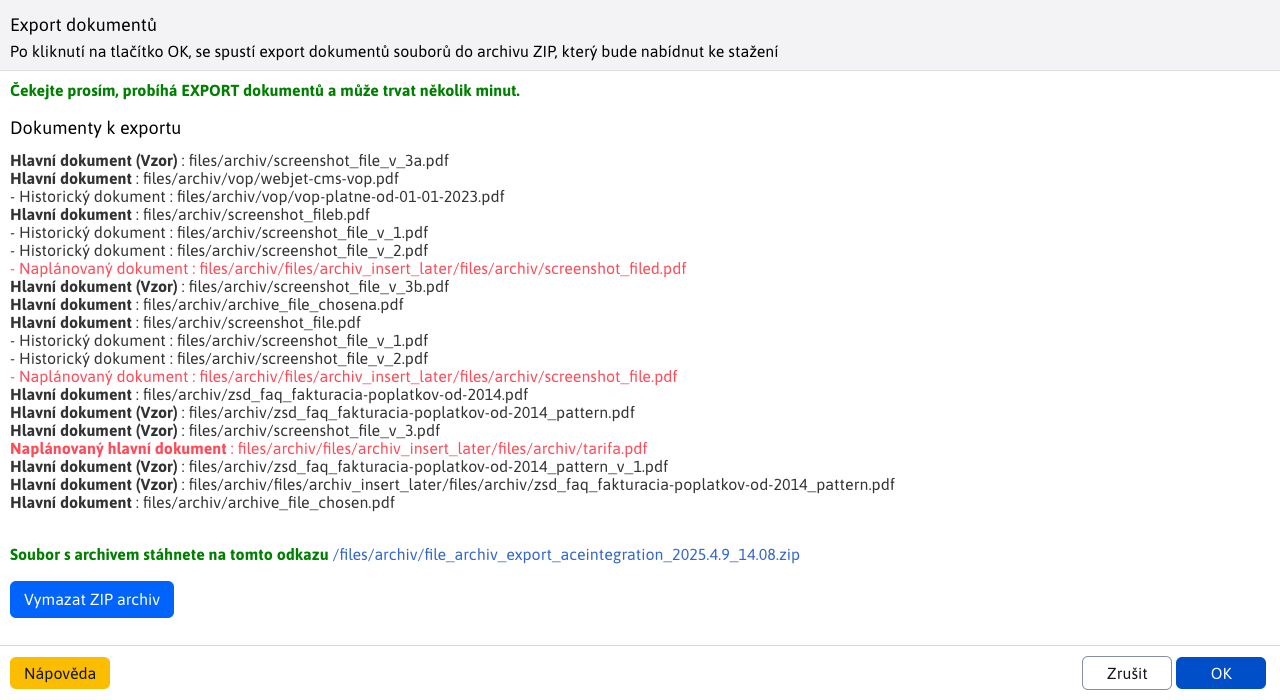 Export dokumentů
Po kliknutí na tlačítko OK, se spustí export dokumentů souborů do archivu ZIP, který bude nabídnut ke stažení
Čekejte prosím, probíhá EXPORT dokumentů a může trvat několik minut.
Dokumenty k exportu
Hlavní dokument (Vzor) : files/archiv/screenshot_file_v_3a.pdf
Hlavní dokument : files/archiv/vop/webjet-cms-vop.pdf
- Historický dokument : files/archiv/vop/vop-platne-od-01-01-2023.pdf
Hlavní dokument : files/archiv/screenshot_fileb.pdf
- Historický dokument : files/archiv/screenshot_file_v_1.pdf
- Historický dokument : files/archiv/screenshot_file_v_2.pdf
- Naplánovaný dokument : files/archiv/files/archiv_insert_later/files/archiv/screenshot_filed.pdf
Hlavní dokument (Vzor) : files/archiv/screenshot_file_v_3b.pdf
Hlavní dokument : files/archiv/archive_file_chosena.pdf
Hlavní dokument : files/archiv/screenshot_file.pdf
- Historický dokument : files/archiv/screenshot_file_v_1.pdf
- Historický dokument : files/archiv/screenshot_file_v_2.pdf
- Naplánovaný dokument : files/archiv/files/archiv_insert_later/files/archiv/screenshot_file.pdf
Hlavní dokument : files/archiv/zsd_faq_fakturacia-poplatkov-od-2014.pdf
Hlavní dokument (Vzor) : files/archiv/zsd_faq_fakturacia-poplatkov-od-2014_pattern.pdf
Hlavní dokument (Vzor) : files/archiv/screenshot_file_v_3.pdf
Naplánovaný hlavní dokument : files/archiv/files/archiv_insert_later/files/archiv/tarifa.pdf
Hlavní dokument (Vzor) : files/archiv/zsd_faq_fakturacia-poplatkov-od-2014_pattern_v_1.pdf
Hlavní dokument (Vzor) : files/archiv/files/archiv_insert_later/files/archiv/zsd_faq_fakturacia-poplatkov-od-2014_pattern.pdf
Hlavní dokument : files/archiv/archive_file_chosen.pdf
Soubor s archivem stáhnete na tomto odkazu /files/archiv/file_archiv_export_aceintegration_2025.4.9_14.08.zip
Vymazat ZIP archiv
Nápověda
Zrušit
OK